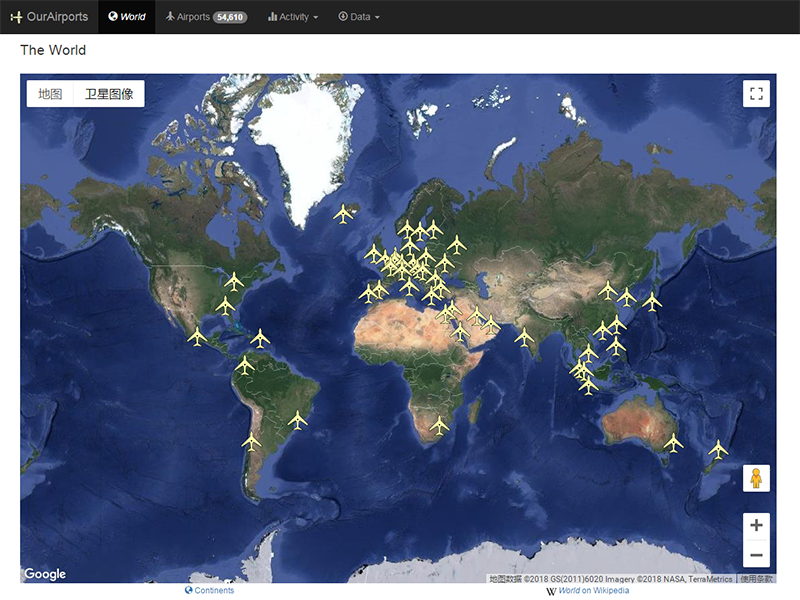 OurAirports World Airports 54,610 Activity Data
The World
地图 卫星图像
Google
地图数据 ©2018 GS(2011)6020 Imagery ©2018 NASA, TerraMetrics 使用条款
Continents
W World on Wikipedia